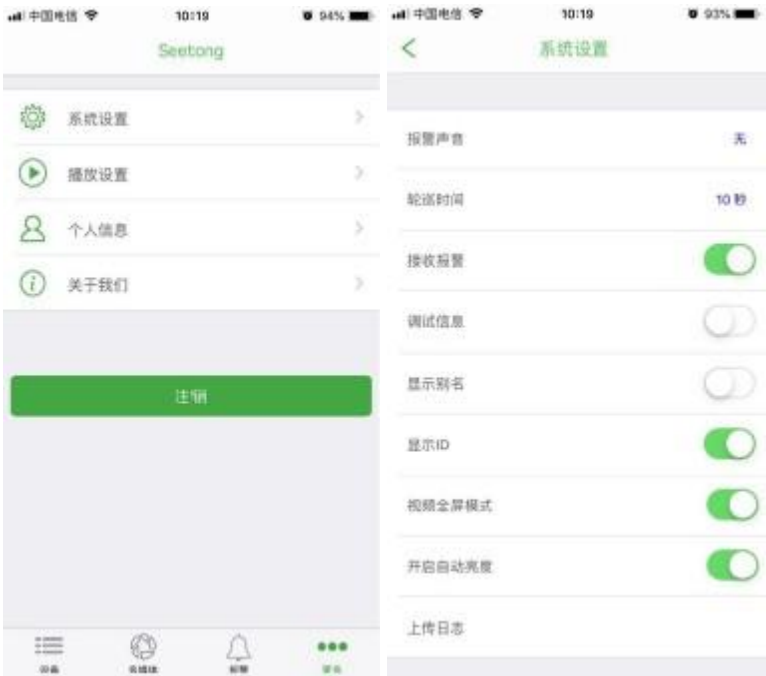 中国电信
10:19
94%
Seetong
系统设置
播放设置
个人信息
关于我们
注销
设备
报警
更多
中国电信
10:19
93%
系统设置
报警声音
无
轮巡时间
10 秒
接收报警
调试信息
显示别名
显示ID
视频全屏模式
开启自动亮度
上传日志